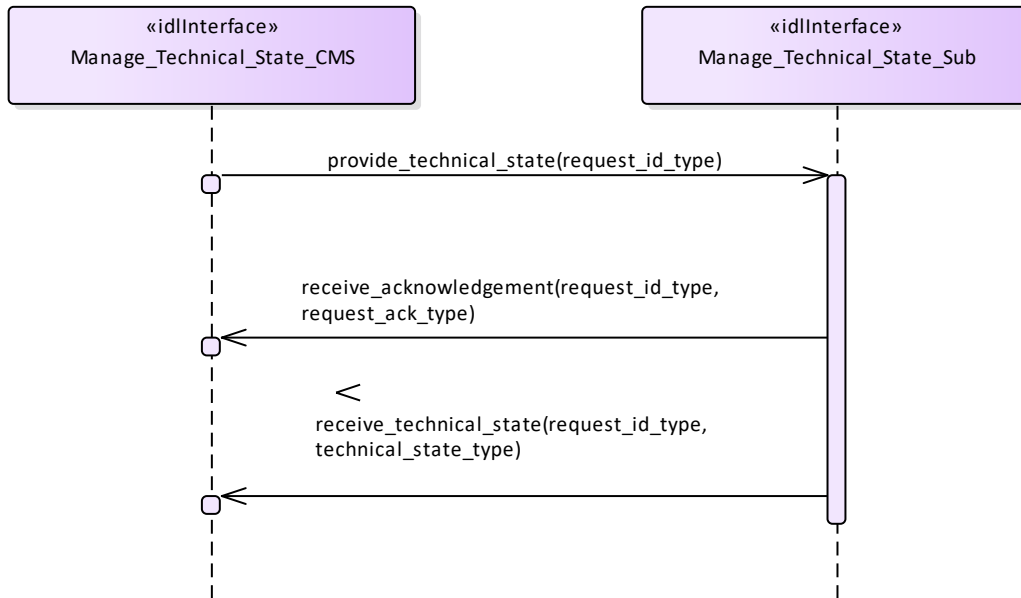 «idlInterface»
Manage_Technical_State_CMS
«idlInterface»
Manage_Technical_State_Sub
provide_technical_state(request_id_type)
receive_acknowledgement(request_id_type,
request_ack_type)
receive_technical_state(request_id_type,
technical_state_type)